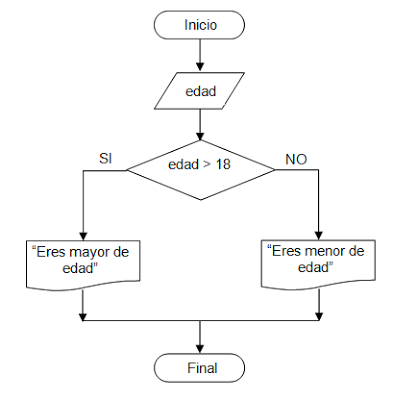 Inicio
edad
edad > 18
SI
NO
“Eres mayor de
edad”
“Eres menor de
edad”
Final